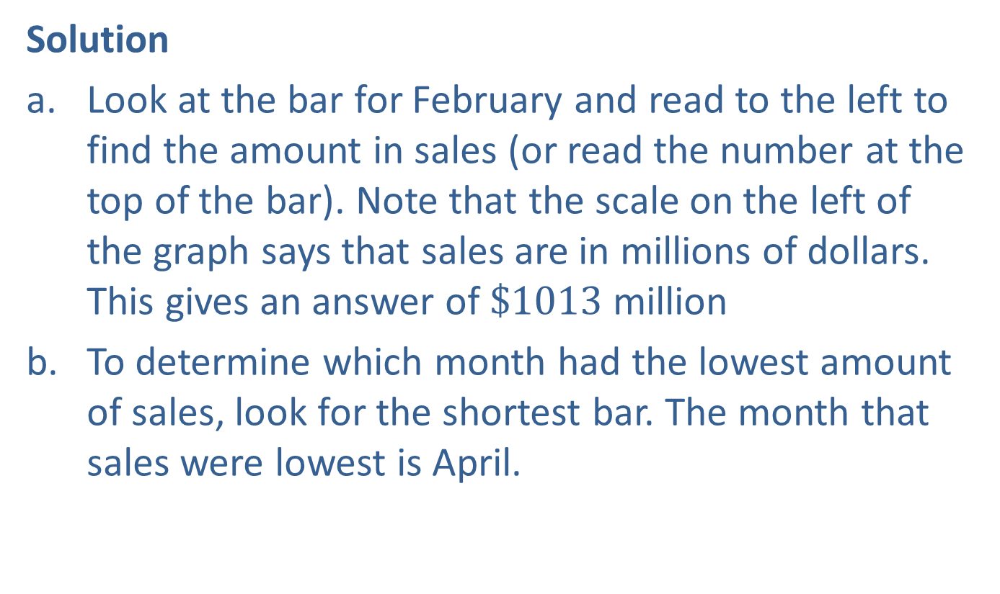 Solution
a. Look at the bar for February and read to the left to
find the amount in sales (or read the number at the
top of the bar). Note that the scale on the left of
the graph says that sales are in millions of dollars.
This gives an answer of $1013 million
b. To determine which month had the lowest amount
of sales, look for the shortest bar. The month that
sales were lowest is April.